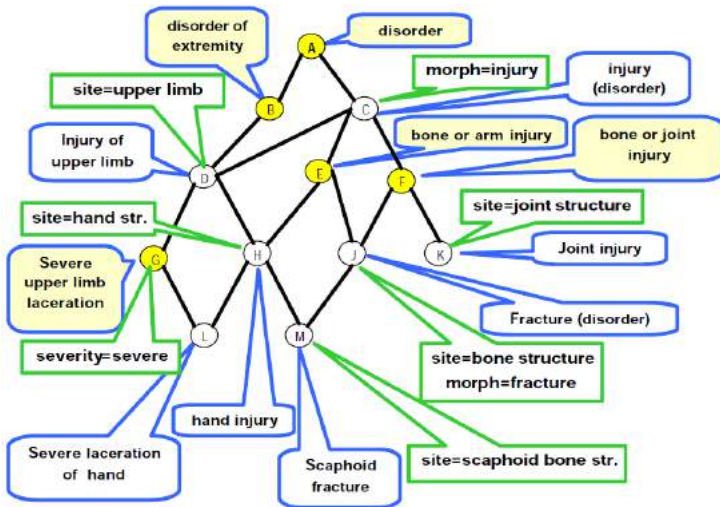 disorder of
extremity
A
disorder
site=upper limb
morph=injury
injury
(disorder)
B
C
Injury of
upper limb
bone or arm injury
bone or joint
injury
D
E
F
site=hand str.
site=joint structure
G
H
J
K
Joint injury
Severe
upper limb
laceration
Fracture (disorder)
severity=severe
L
M
site=bone structure
morph=fracture
hand injury
Severe laceration
of hand
Scaphoid
fracture
site=scaphoid bone str.